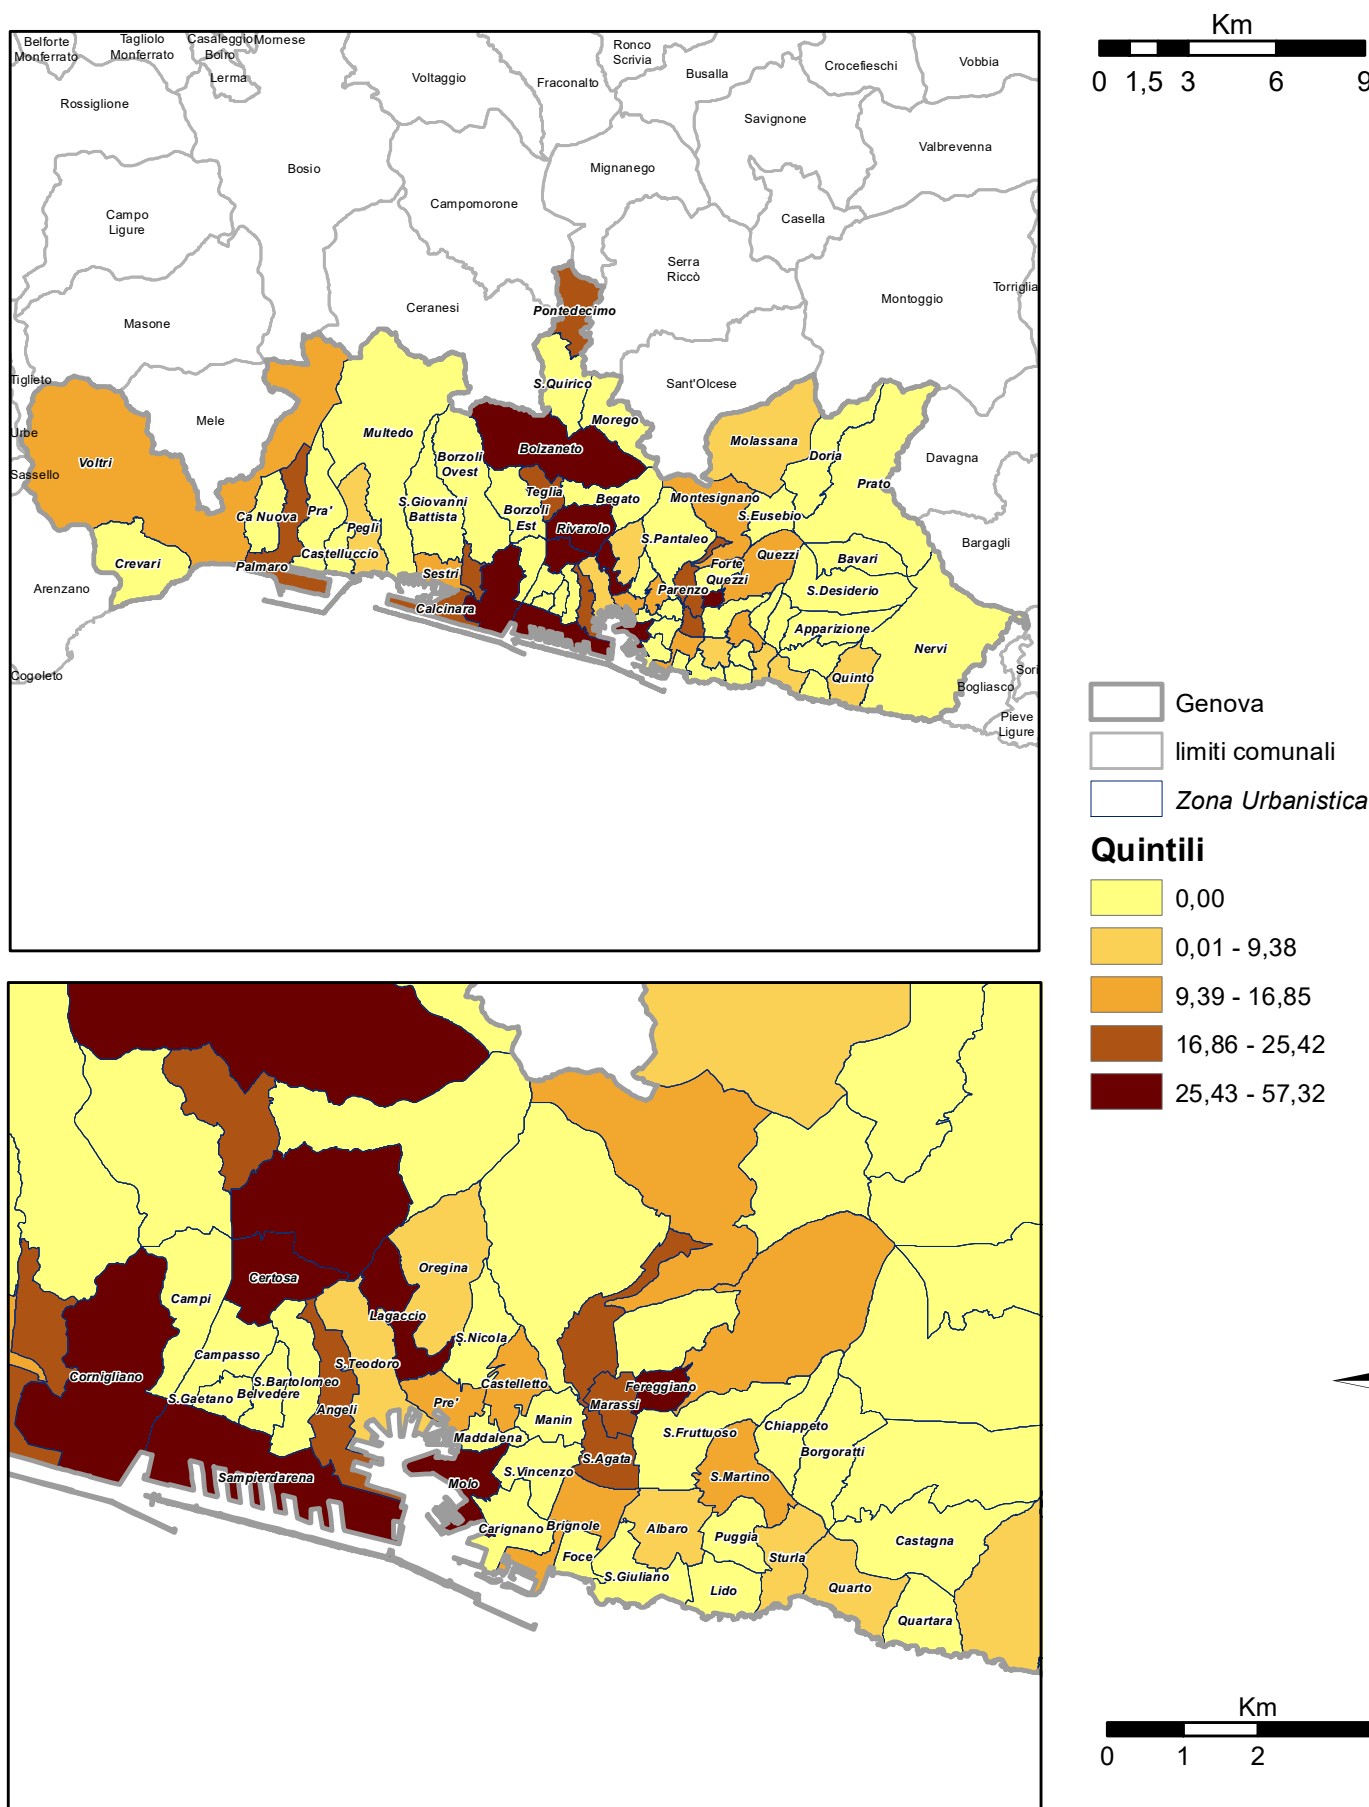 Km
0 1,5 3 6 9
Belforte
Monferrato
Tagliolo
Monferrato
Casaleggio
Boiro
Mornese
Lerma
Rossiglione
Voltaggio
Fraconalto
Ronco
Scrivia
Busalla
Crocefieschi
Vobbia
Savignone
Valbrevenna
Bosio
Mignanego
Campomorone
Casella
Campo
Ligure
Serra
Riccò
Montoggio
Torriglia
Masone
Ceranesi
Pontedecimo
Tiglieto
Mele
S.Quirico
Sant'Olcese
Urbe
Voltri
Sassello
Multedo
Morego
Bolzaneto
Molassana
Borzoli
Ovest
Doria
Davagna
Prato
Teglia
Begato
Montesignano
Ca Nuova
Pra'
S.Giovanni
Battista
Borzoli
Est
S.Eusebio
Pegli
Rivarolo
S.Pantaleo
Bargagli
Castelluccio
Quezzi
Bavari
Crevari
Palmaro
Sestri
Forte
Quezzi
Parenzo
S.Desiderio
Arenzano
Calcinara
Apparizione
Nervi
Cogoleto
Quinto
Sori
Bogliasco
Pieve
Ligure
Genova
limiti comunali
Zona Urbanistica
Quintili
0,00
0,01 - 9,38
9,39 - 16,85
16,86 - 25,42
25,43 - 57,32
Oregina
Certosa
Campi
Lagaccio
S.Nicola
Campasso
S.Teodoro
Cornigliano
S.Bartolomeo
Castelletto
Fereggiano
S.Gaetano
Belvedere
Angeli
Pre'
Marassi
Manin
Maddalena
S.Fruttuoso
Chiappeto
Borgoratti
S.Agata
Sampierdarena
Molo
S.Vincenzo
S.Martino
Carignano
Brignole
Albaro
Puggia
Castagna
Foce
Sturla
S.Giuliano
Lido
Quarto
Quartara
Km
0 1 2